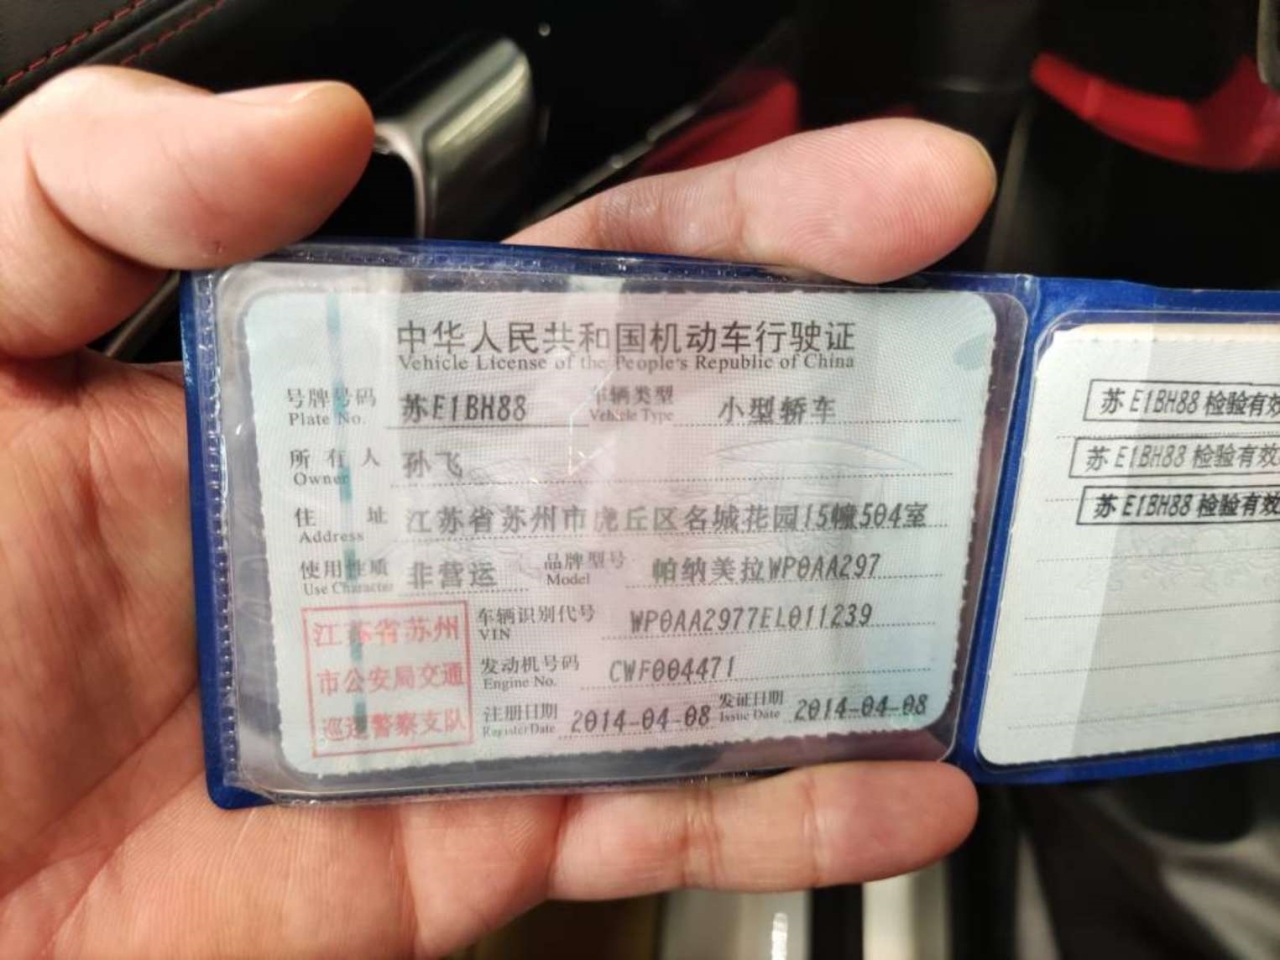 中华人民共和国机动车行驶证
Vehicle License of the People's Republic of China
号牌号码 苏E1BH88 车辆类型 小型轿车
Plate No. Vehicle Type
所有人 孙飞
Owner
住址 江苏省苏州市虎丘区名城花园15幢504室
Address
使用性质 非营运 品牌型号 帕纳美拉WP0AA297
Use Character Model
江苏省苏州
市公安局交通
巡逻警察支队
车辆识别代号 WP0AA2977EL011239
VIN
发动机号码 CWF004471
Engine No.
注册日期 2014-04-08 发证日期 2014-04-08
Register Date Issue Date
苏E1BH88检验有效
苏E1BH88检验有效
苏E1BH88检验有效